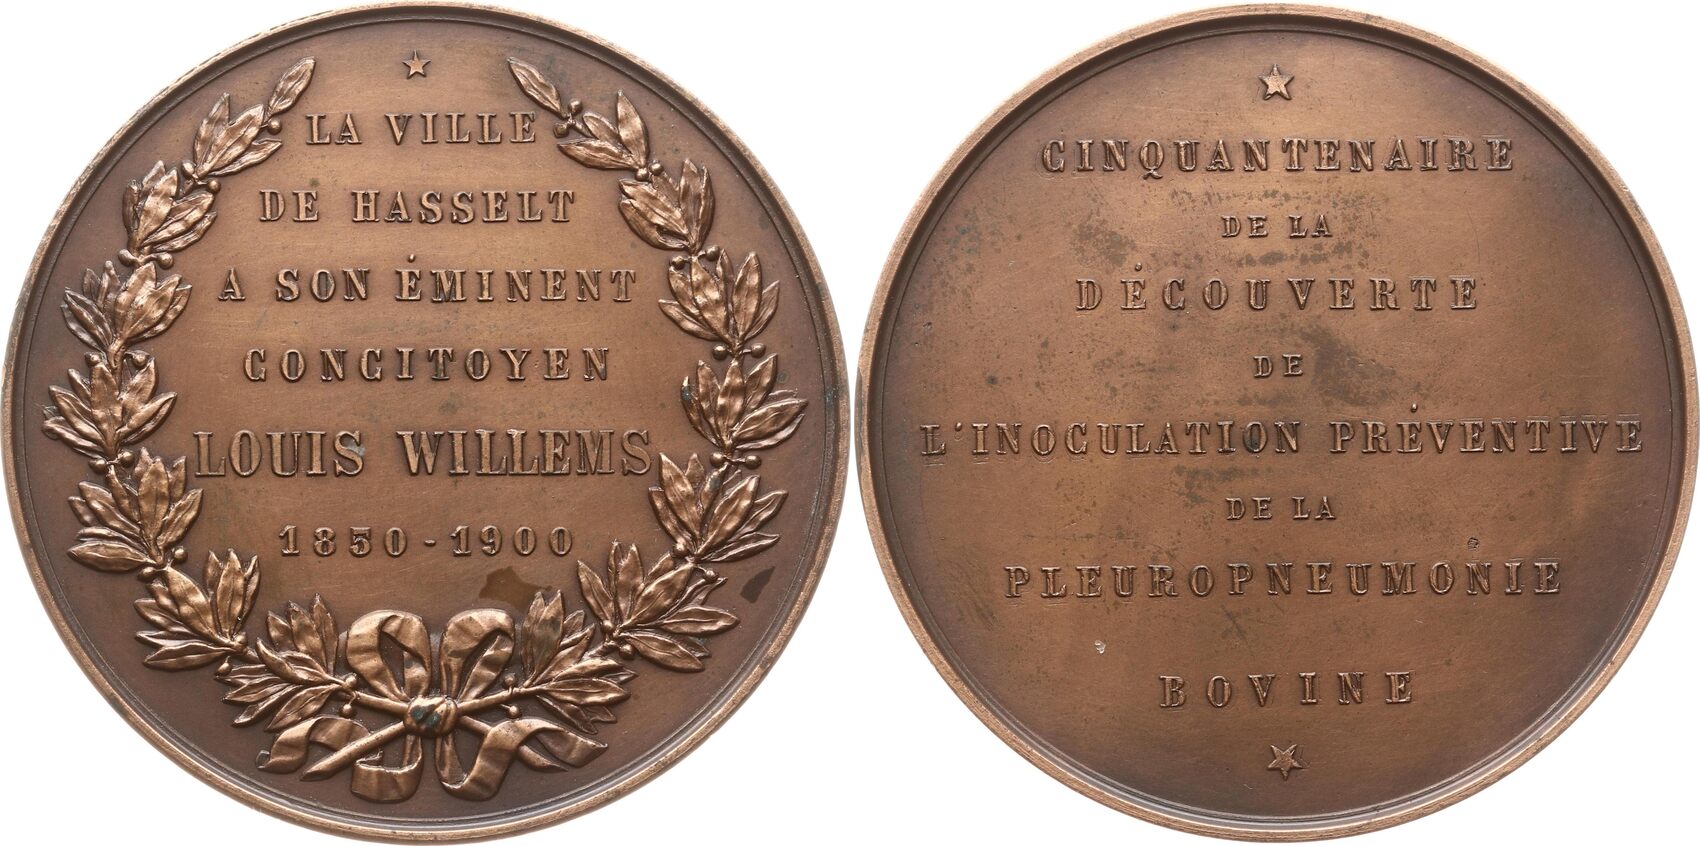 LA VILLE
DE HASSELT
A SON ÉMINENT
CONCITOYEN
LOUIS WILLEMS
1850-1900
CINQUANTENAIRE
DE LA
DÉCOUVERTE
DE
L'INOCULATION PRÉVENTIVE
DE LA
PLEUROPNEUMONIE
BOVINE